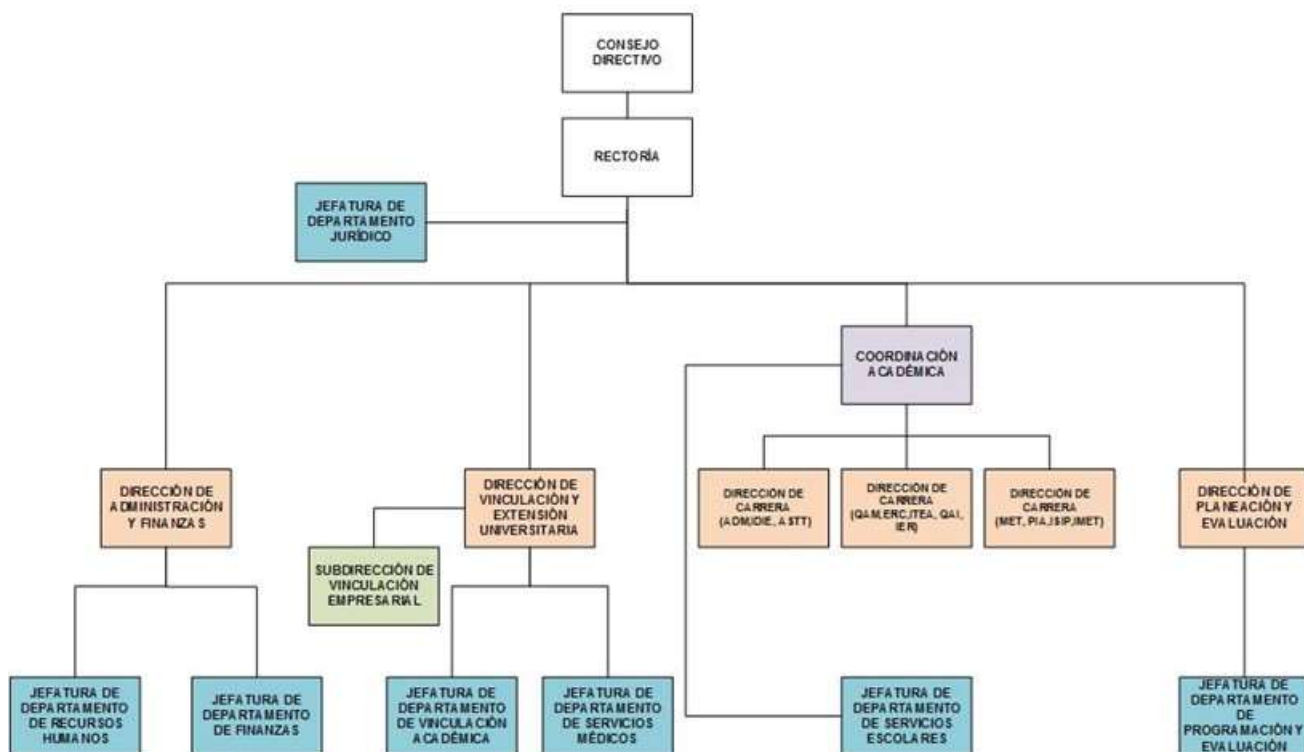 CONSEJO
DIRECTIVO
RECTORÍA
JEFATURA DE
DEPARTAMENTO
JURÍDICO
COORDINACIÓN
ACADÉMICA
DIRECCIÓN DE
ADMINISTRACIÓN
Y FINANZAS
DIRECCIÓN DE
VINCULACIÓN Y
EXTENSIÓN
UNIVERSITARIA
DIRECCIÓN DE
CARRERA
(ADM,IDIE, ASTT)
DIRECCIÓN DE
CARRERA
(QAM,ERC,ITEA, QAI,
IER)
DIRECCIÓN DE
CARRERA
(MET, PIA,ISIP,IMET)
DIRECCIÓN DE
PLANEACIÓN Y
EVALUACIÓN
SUBDIRECCIÓN DE
VINCULACIÓN
EMPRESARIAL
JEFATURA DE
DEPARTAMENTO
DE RECURSOS
HUMANOS
JEFATURA DE
DEPARTAMENTO
DE FINANZAS
JEFATURA DE
DEPARTAMENTO
DE VINCULACIÓN
ACADÉMICA
JEFATURA DE
DEPARTAMENTO
DE SERVICIOS
MÉDICOS
JEFATURA DE
DEPARTAMENTO
DE SERVICIOS
ESCOLARES
JEFATURA DE
DEPARTAMENTO
DE
PROGRAMACIÓN Y
EVALUACIÓN